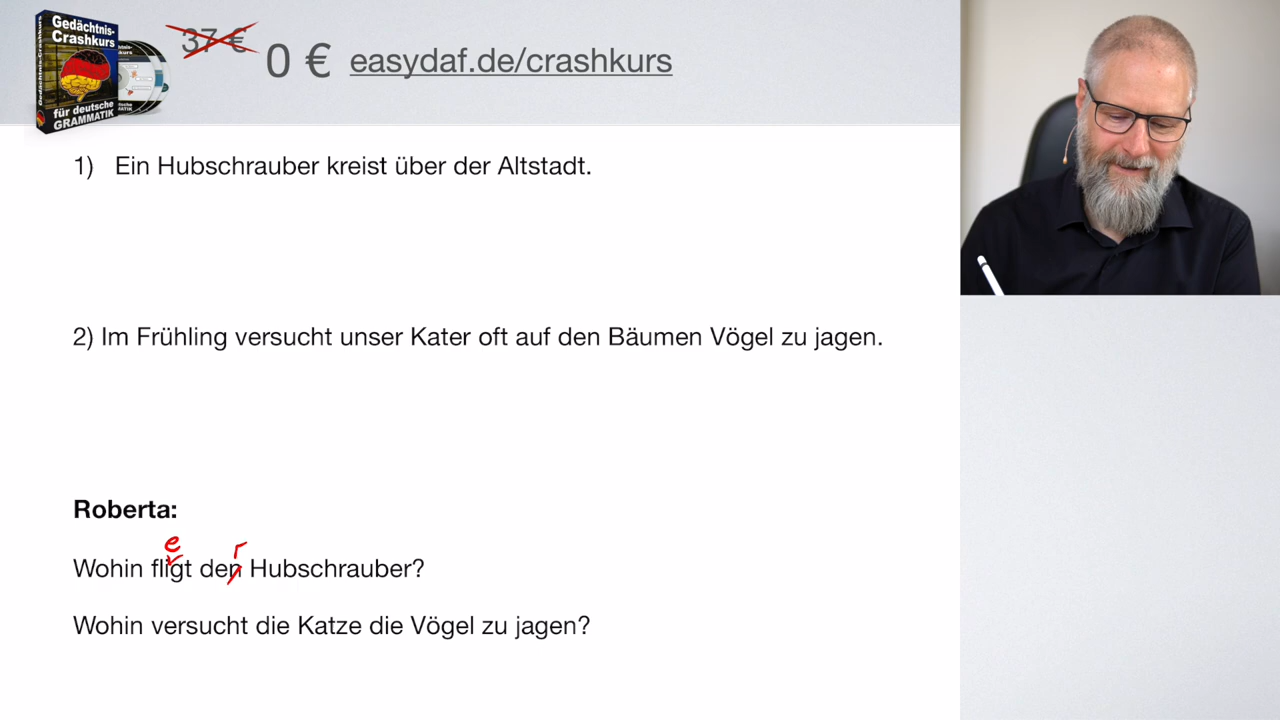 Gedächtnis-
Crashkurs
für deutsche
GRAMMATIK
37 €
0 €
easydaf.de/crashkurs
1) Ein Hubschrauber kreist über der Altstadt.
2) Im Frühling versucht unser Kater oft auf den Bäumen Vögel zu jagen.
Roberta:
e r
Wohin fligt den Hubschrauber?
Wohin versucht die Katze die Vögel zu jagen?